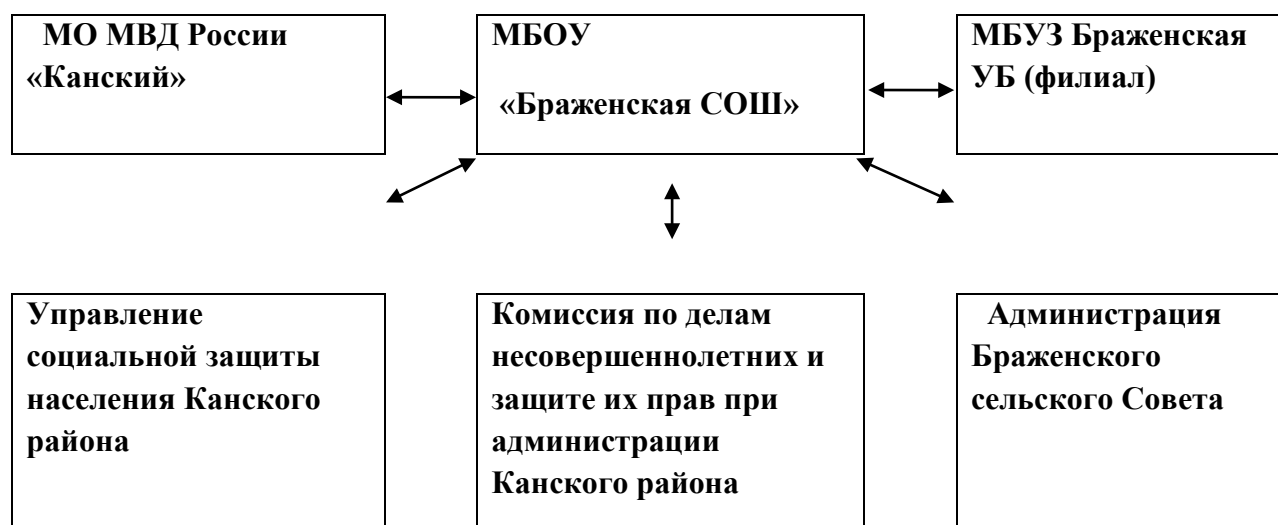 МО МВД России
«Канский»
МБОУ
«Браженская СОШ»
МБУЗ Браженская
УБ (филиал)
Управление
социальной защиты
населения Канского
района
Комиссия по делам
несовершеннолетних и
защите их прав при
администрации
Канского района
Администрация
Браженского
сельского Совета